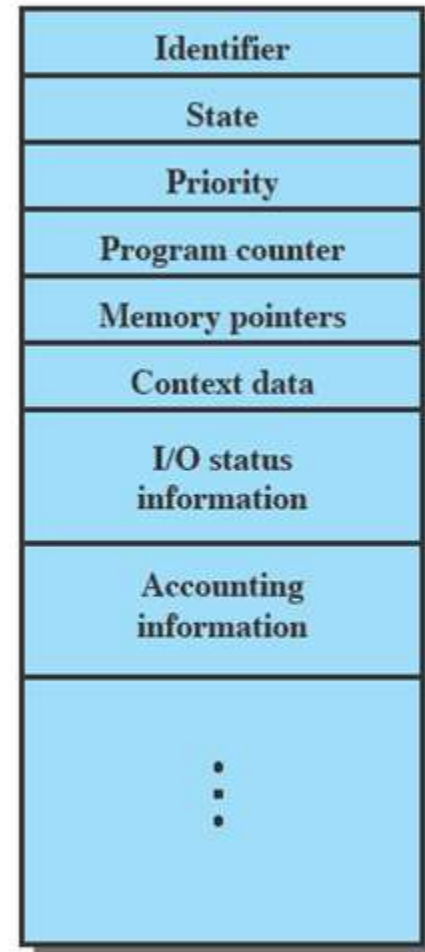 Identifier
State
Priority
Program counter
Memory pointers
Context data
I/O status
information
Accounting
information